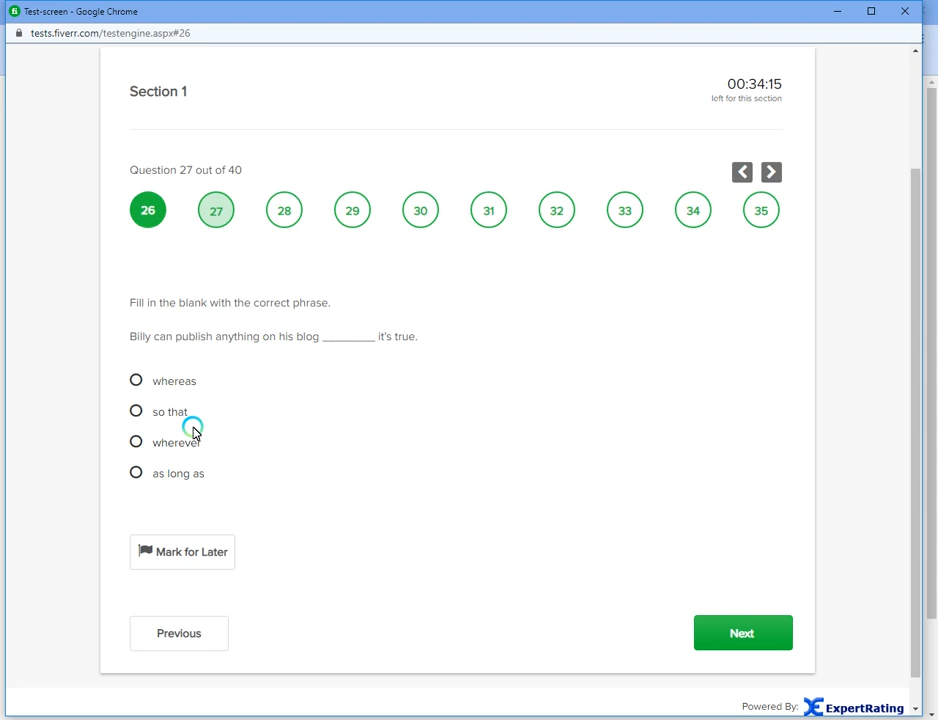 Test-screen - Google Chrome
tests.fiverr.com/testengine.aspx#26
Section 1
00:34:15
left for this section
Question 27 out of 40
26 27 28 29 30 31 32 33 34 35
Fill in the blank with the correct phrase.
Billy can publish anything on his blog ________ it's true.
whereas
so that
wherever
as long as
Mark for Later
Previous
Next
Powered By: ExpertRating